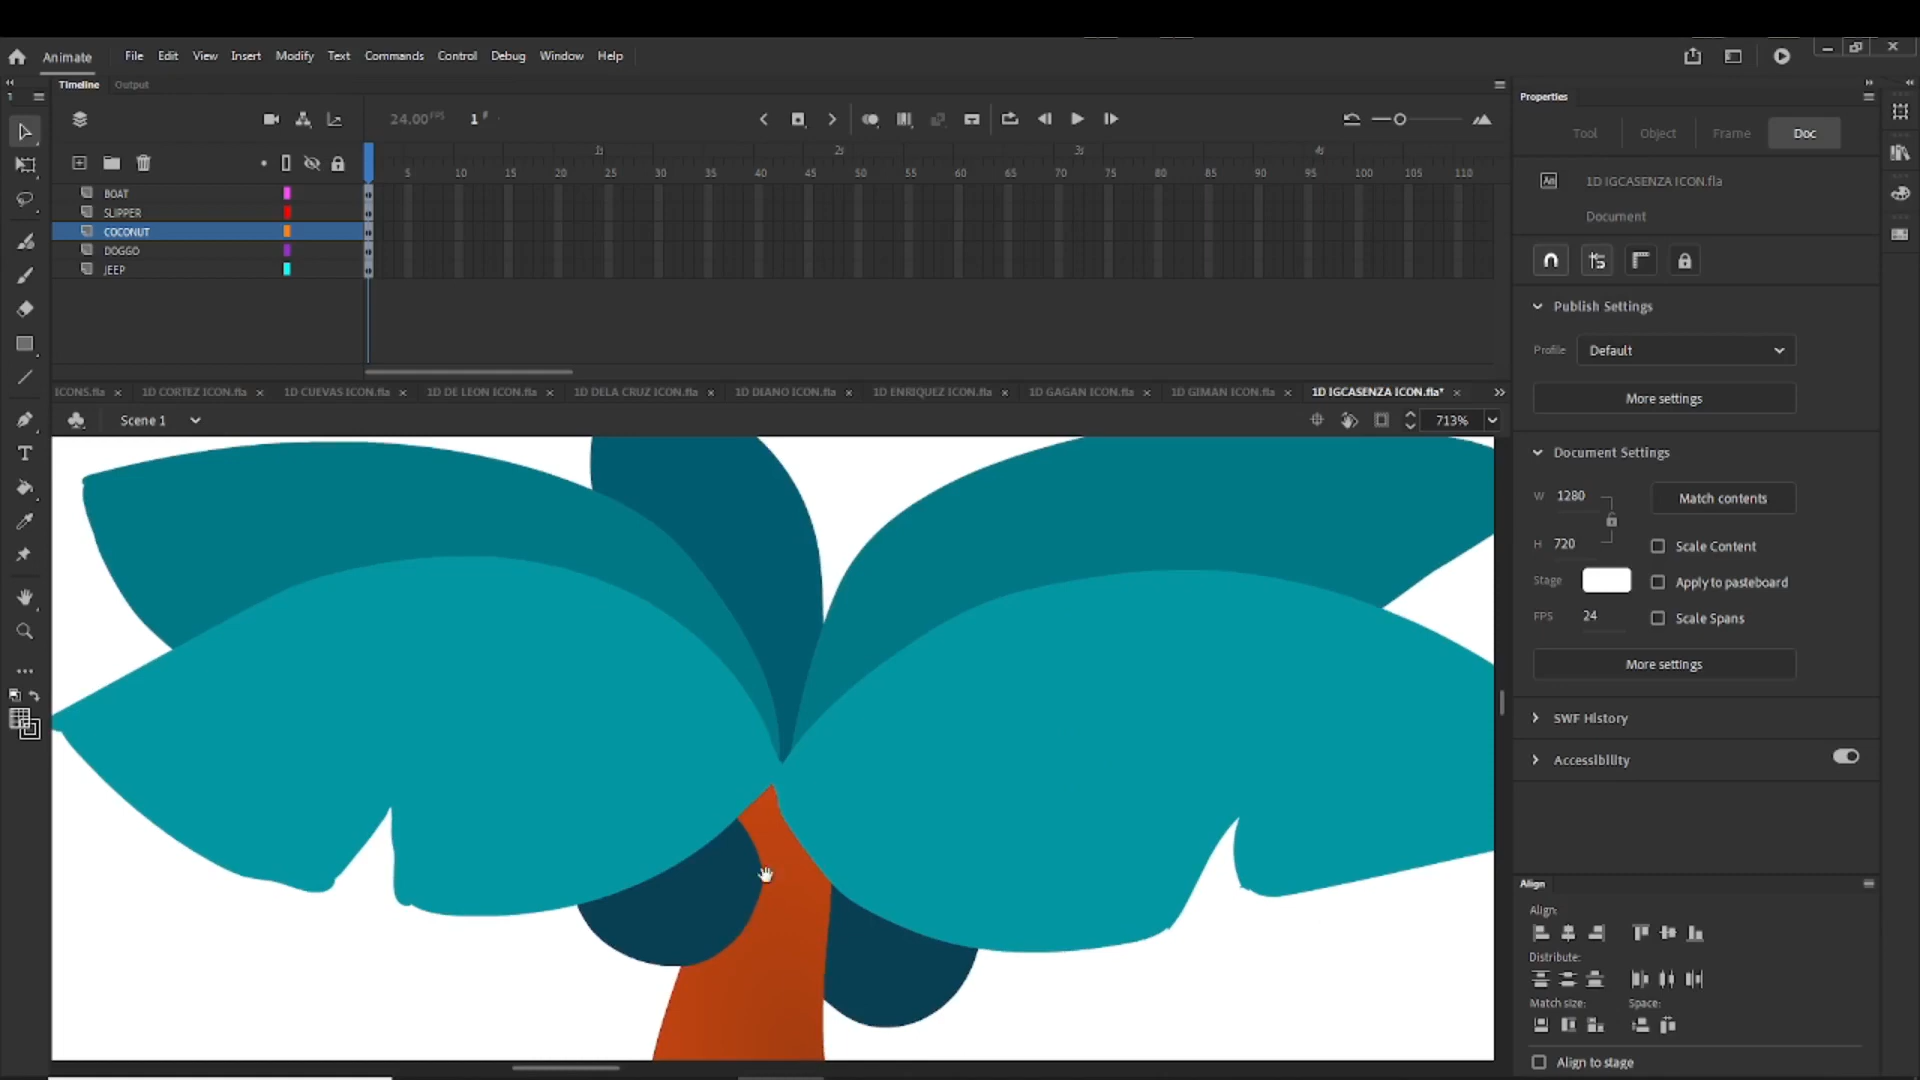 Animate File Edit View Insert Modify Text Commands Control Debug Window Help
Timeline Output
24.00 FPS 1 F
1s 2s 3s 4s
5 10 15 20 25 30 35 40 45 50 55 60 65 70 75 80 85 90 95 100 105 110
BOAT
SLIPPER
COCONUT
DOGGO
JEEP
ICONS.fla 1D CORTEZ ICON.fla 1D CUEVAS ICON.fla 1D DE LEON ICON.fla 1D DELA CRUZ ICON.fla 1D DIANO ICON.fla 1D ENRIQUEZ ICON.fla 1D GAGAN ICON.fla 1D GIMAN ICON.fla 1D IGCASENZA ICON.fla*
Scene 1 713%
1
Properties
Tool Object Frame Doc
An 1D IGCASENZA ICON.fla
Document
Publish Settings
Profile Default
More settings
Document Settings
W 1280 Match contents
H 720 Scale Content
Stage Apply to pasteboard
FPS 24 Scale Spans
More settings
SWF History
Accessibility
Align
Align:
Distribute:
Match size: Space:
Align to stage